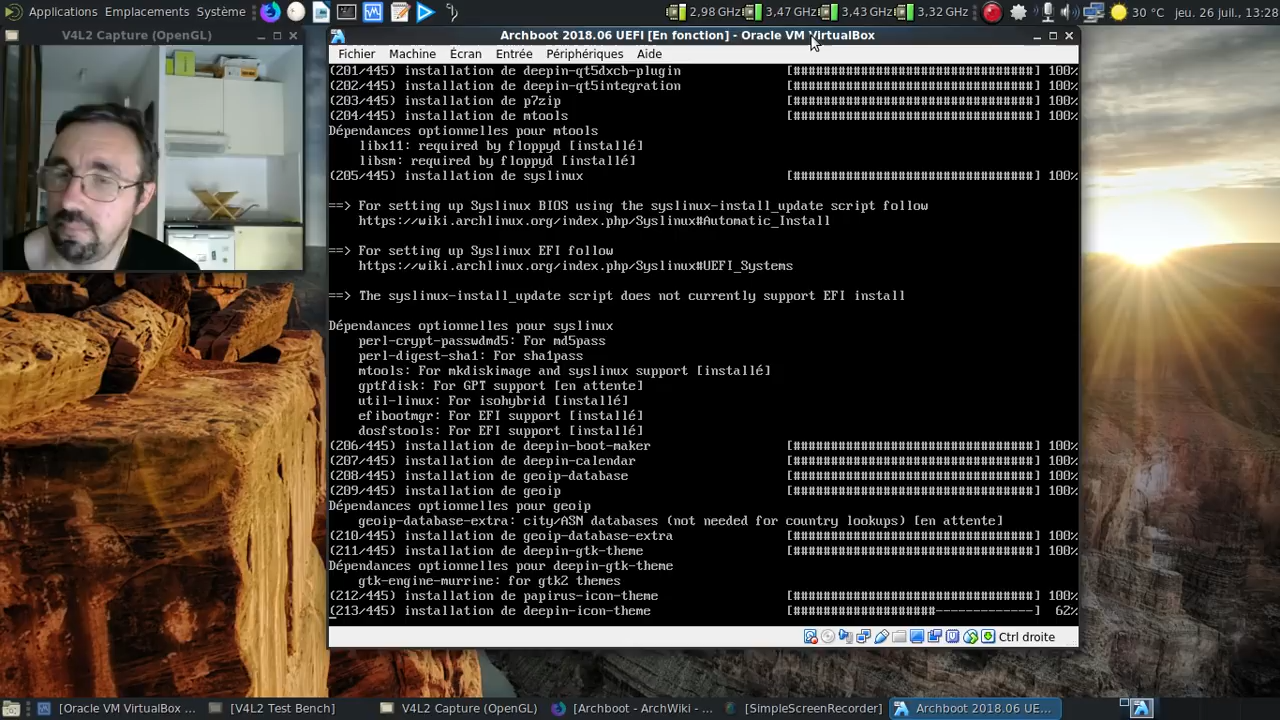 Applications Emplacements Système 2,98 GHz 3,47 GHz 3,43 GHz 3,32 GHz 30 °C jeu. 26 juil., 13:28
V4L2 Capture (OpenGL)
Archboot 2018.06 UEFI [En fonction] - Oracle VM VirtualBox
Fichier Machine Écran Entrée Périphériques Aide
(201/445) installation de deepin-qt5dxcb-plugin [################################] 100%
(202/445) installation de deepin-qt5integration [################################] 100%
(203/445) installation de p7zip [################################] 100%
(204/445) installation de mtools [################################] 100%
Dépendances optionnelles pour mtools
libx11: required by floppyd [installé]
libsm: required by floppyd [installé]
(205/445) installation de syslinux [################################] 100%
==> For setting up Syslinux BIOS using the syslinux-install_update script follow
https://wiki.archlinux.org/index.php/Syslinux#Automatic_Install
==> For setting up Syslinux EFI follow
https://wiki.archlinux.org/index.php/Syslinux#UEFI_Systems
==> The syslinux-install_update script does not currently support EFI install
Dépendances optionnelles pour syslinux
perl-crypt-passwdmd5: For md5pass
perl-digest-sha1: For sha1pass
mtools: For mkdiskimage and syslinux support [installé]
gptfdisk: For GPT support [en attente]
util-linux: For isohybrid [installé]
efibootmgr: For EFI support [installé]
dosfstools: For EFI support [installé]
(206/445) installation de deepin-boot-maker [################################] 100%
(207/445) installation de deepin-calendar [################################] 100%
(208/445) installation de geoip-database [################################] 100%
(209/445) installation de geoip [################################] 100%
Dépendances optionnelles pour geoip
geoip-database-extra: city/ASN databases (not needed for country lookups) [en attente]
(210/445) installation de geoip-database-extra [################################] 100%
(211/445) installation de deepin-gtk-theme [################################] 100%
Dépendances optionnelles pour deepin-gtk-theme
gtk-engine-murrine: for gtk2 themes
(212/445) installation de papirus-icon-theme [################################] 100%
(213/445) installation de deepin-icon-theme [###################-------------] 62%
Ctrl droite
[Oracle VM VirtualBox ... [V4L2 Test Bench] V4L2 Capture (OpenGL) [Archboot - ArchWiki - ... [SimpleScreenRecorder] Archboot 2018.06 UE...